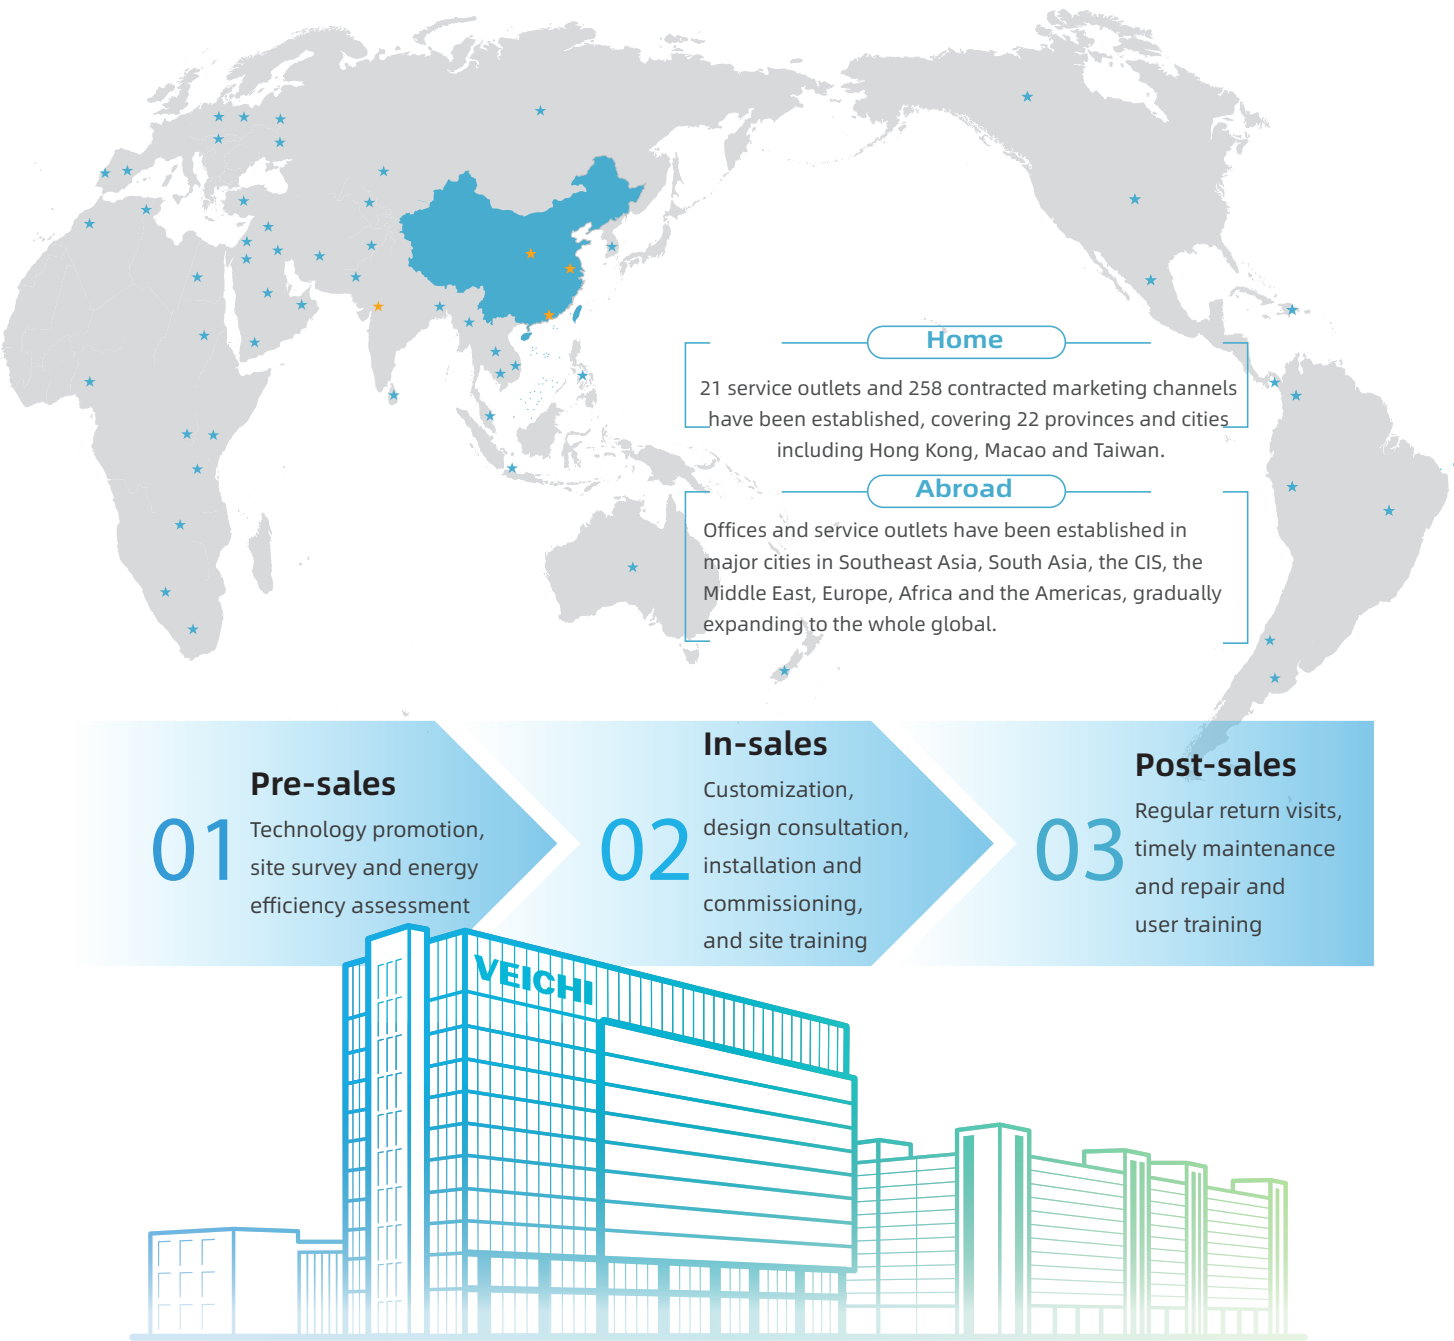 Home
21 service outlets and 258 contracted marketing channels
have been established, covering 22 provinces and cities
including Hong Kong, Macao and Taiwan.
Abroad
Offices and service outlets have been established in
major cities in Southeast Asia, South Asia, the CIS, the
Middle East, Europe, Africa and the Americas, gradually
expanding to the whole global.
01
Pre-sales
Technology promotion,
site survey and energy
efficiency assessment
02
In-sales
Customization,
design consultation,
installation and
commissioning,
and site training
03
Post-sales
Regular return visits,
timely maintenance
and repair and
user training
VEICHI